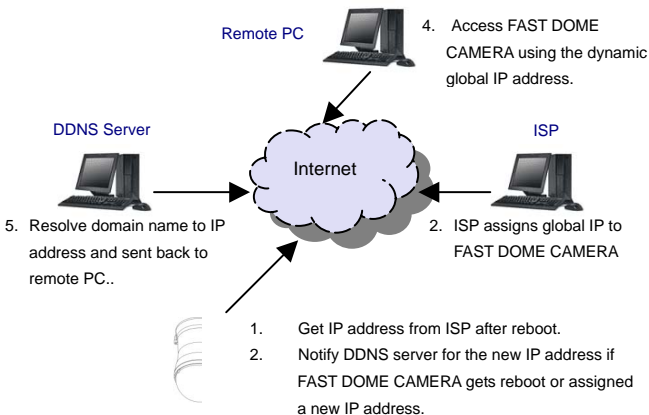 Remote PC
4. Access FAST DOME
CAMERA using the dynamic
global IP address.
DDNS Server
ISP
Internet
5. Resolve domain name to IP
address and sent back to
remote PC..
2. ISP assigns global IP to
FAST DOME CAMERA
1. Get IP address from ISP after reboot.
2. Notify DDNS server for the new IP address if
FAST DOME CAMERA gets reboot or assigned
a new IP address.